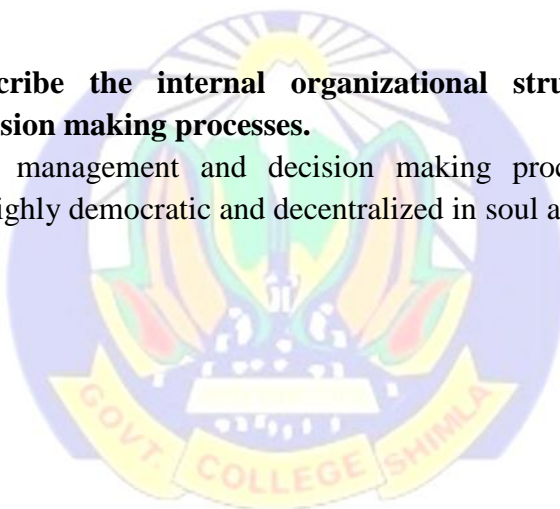 cribe the internal organizational stru
sion making processes.
management and decision making proc
ighly democratic and decentralized in soul a
GOVT. COLLEGE SHIMLA